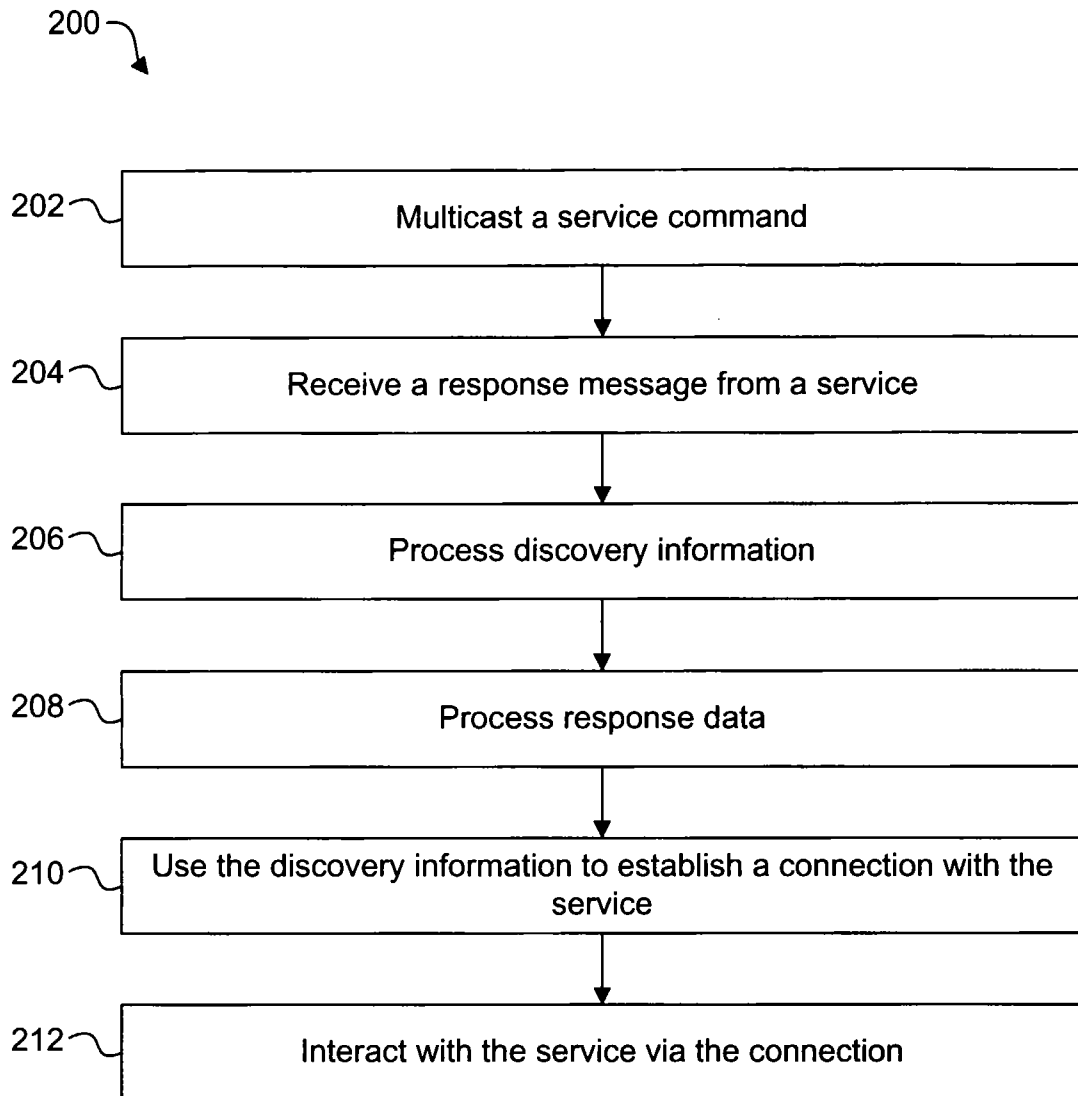 200
202
Multicast a service command
204
Receive a response message from a service
206
Process discovery information
208
Process response data
210
Use the discovery information to establish a connection with the
service
212
Interact with the service via the connection